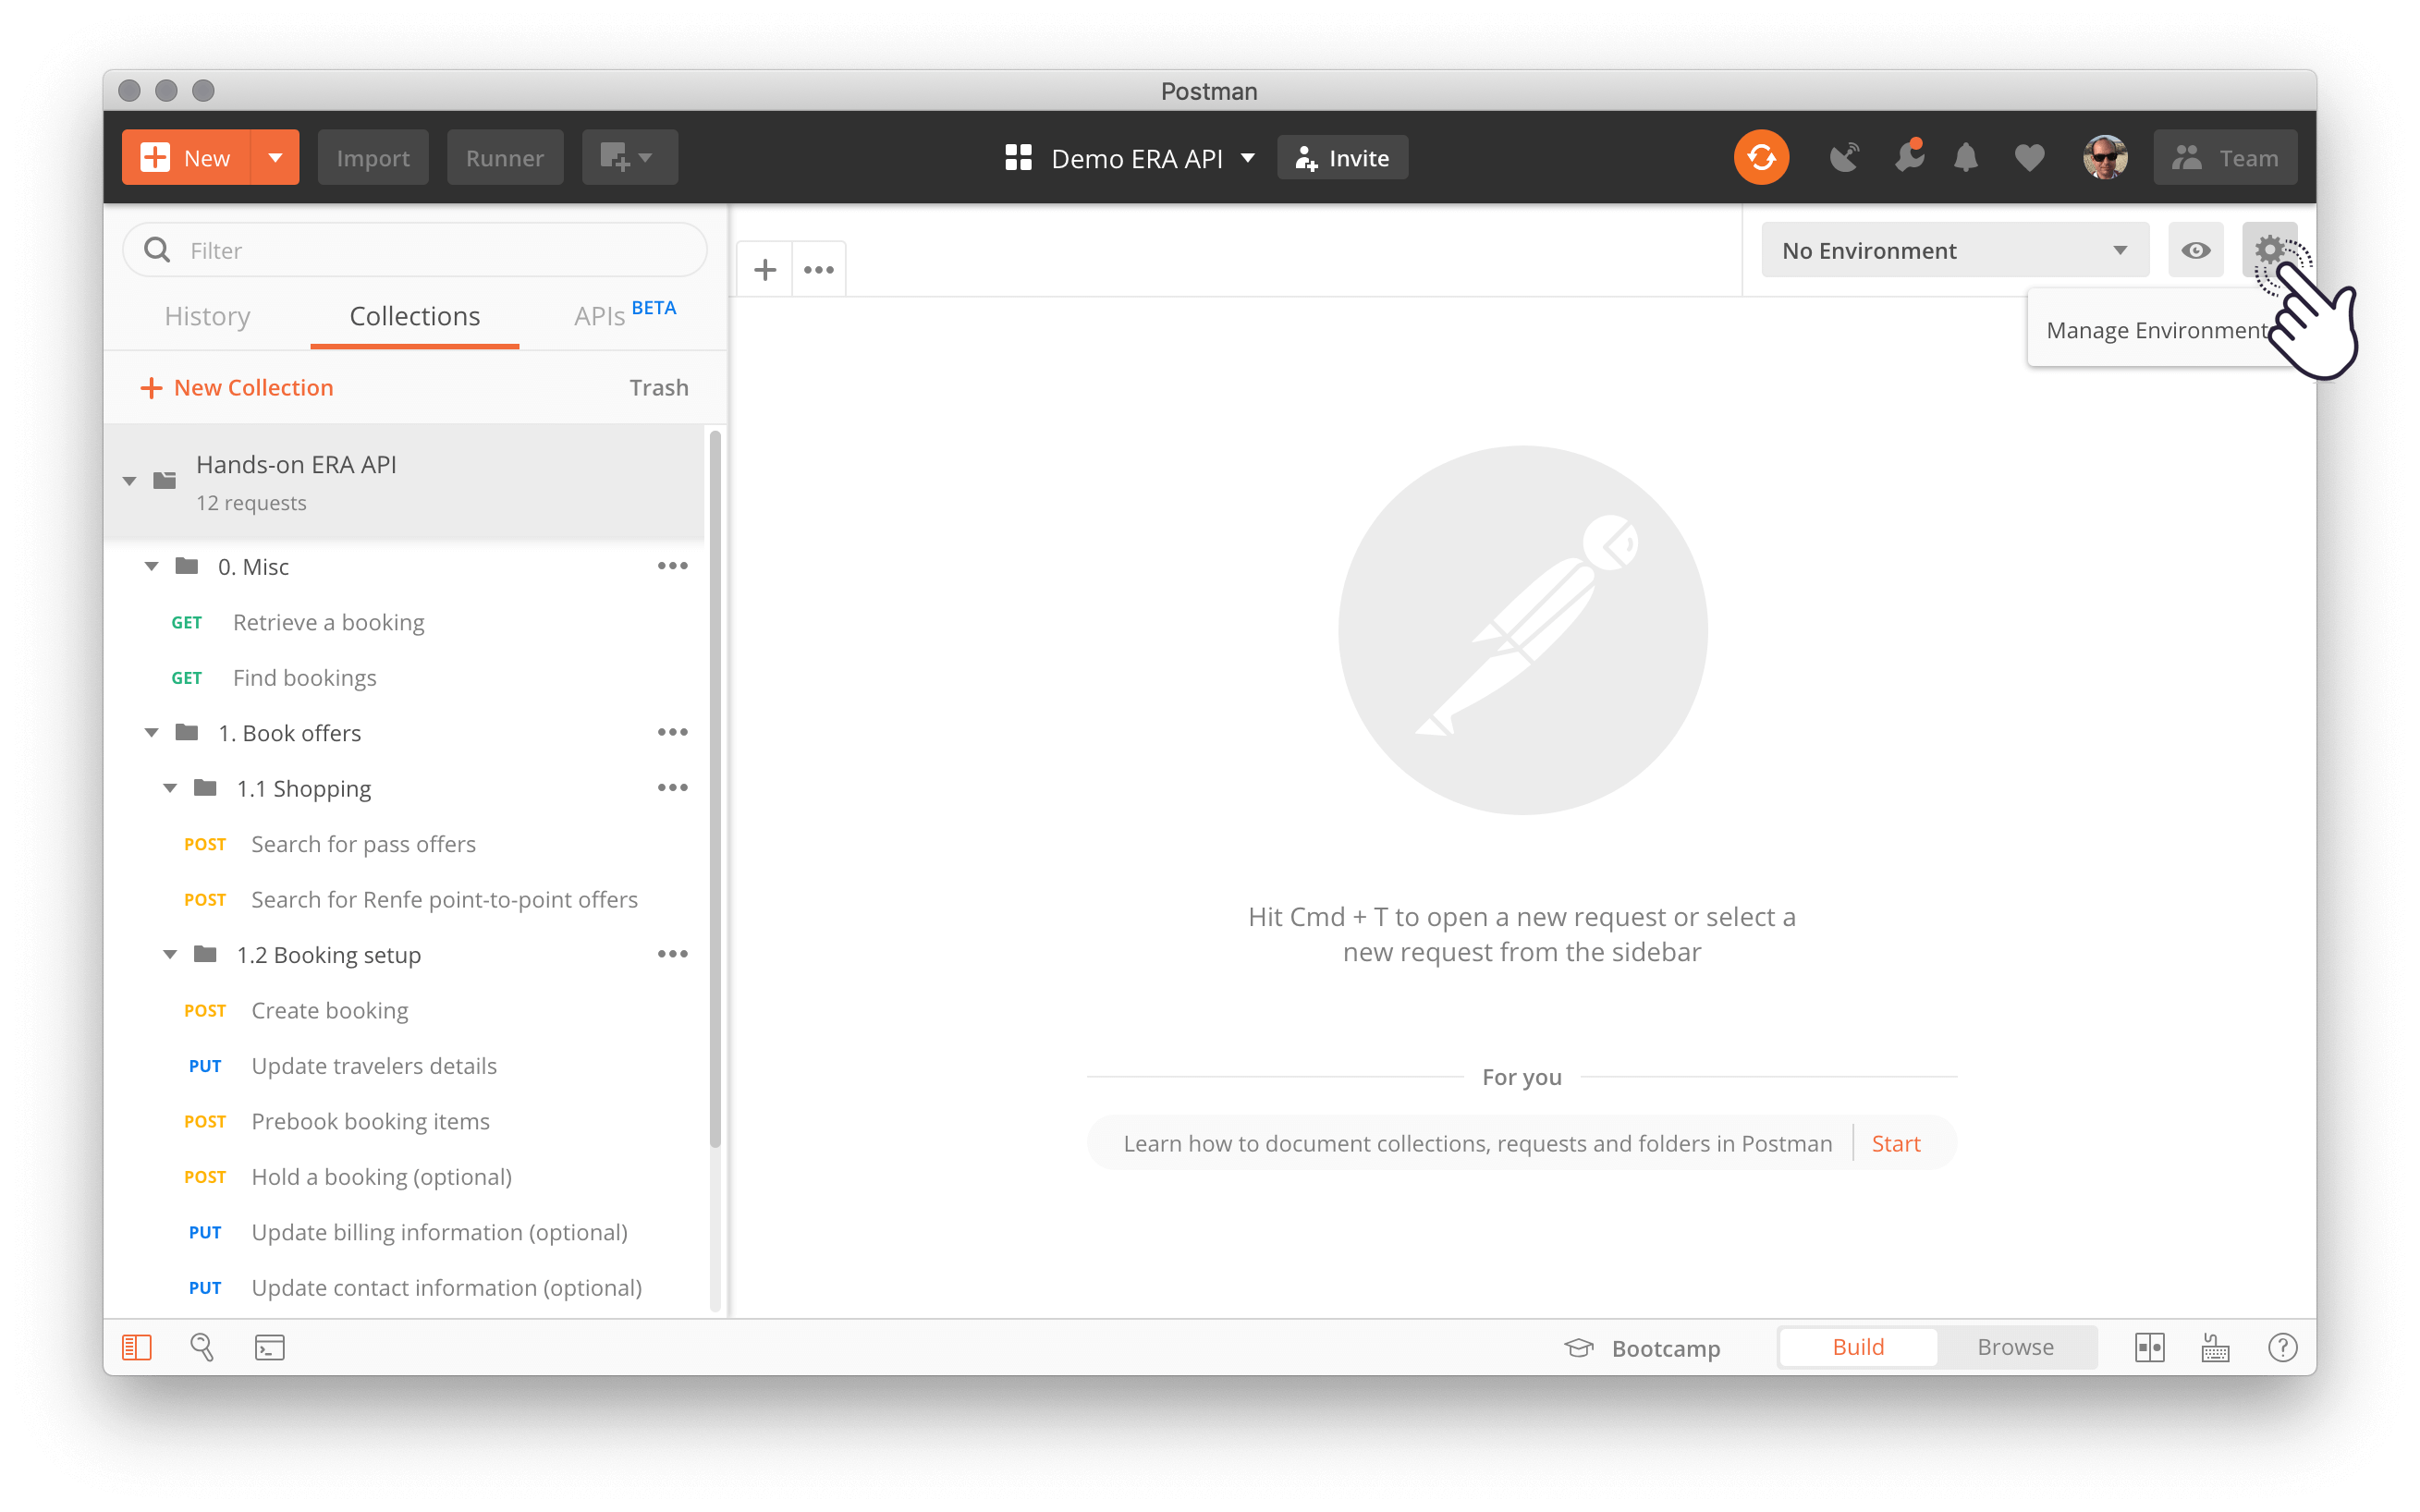 Postman
New
Import
Runner
Demo ERA API
Invite
Team
Filter
No Environment
History
Collections
APIs BETA
Manage Environment
New Collection
Trash
Hands-on ERA API
12 requests
0. Misc
GET Retrieve a booking
GET Find bookings
1. Book offers
1.1 Shopping
POST Search for pass offers
POST Search for Renfe point-to-point offers
1.2 Booking setup
POST Create booking
PUT Update travelers details
POST Prebook booking items
POST Hold a booking (optional)
PUT Update billing information (optional)
PUT Update contact information (optional)
Hit Cmd + T to open a new request or select a
new request from the sidebar
For you
Learn how to document collections, requests and folders in Postman
Start
Bootcamp
Build
Browse